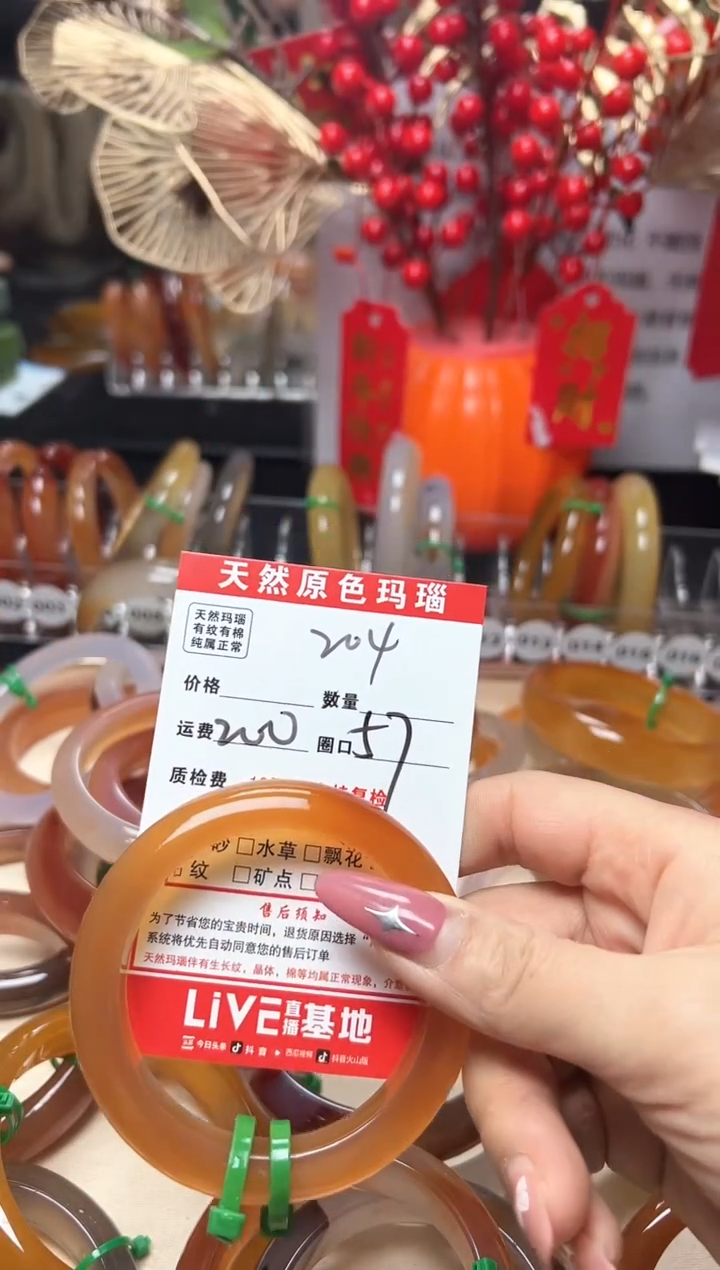 天然原色玛瑙
天然玛瑙
有纹有棉
纯属正常
204
价格 数量
运费 200 圈口 57
质检费 复检
纱 □水草 □飘花
纹 □矿点 □
售后须知
为了节省您的宝贵时间，退货原因选择"
系统将优先自动同意您的售后订单
天然玛瑙伴有生长纹，晶体，棉等均属正常现象，介意
LiVE直播基地
今日头条 抖音 西瓜视频 抖音火山版